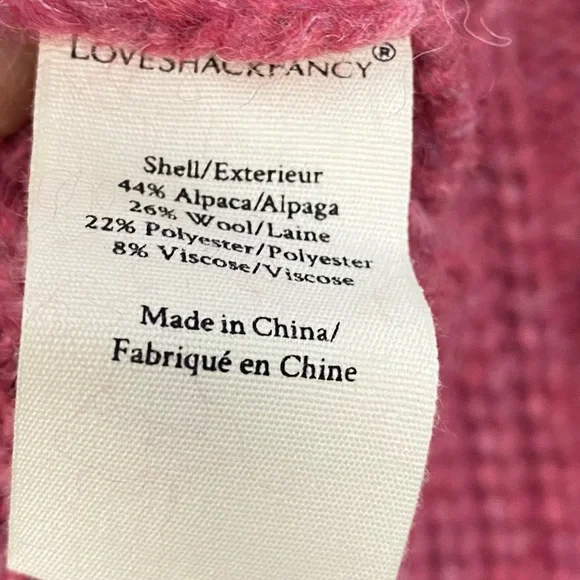 LOVESHACKFANCY®
Shell/Exterieur
44% Alpaca/Alpaga
26% Wool/Laine
22% Polyester/Polyester
8% Viscose/Viscose
Made in China/
Fabriqué en Chine